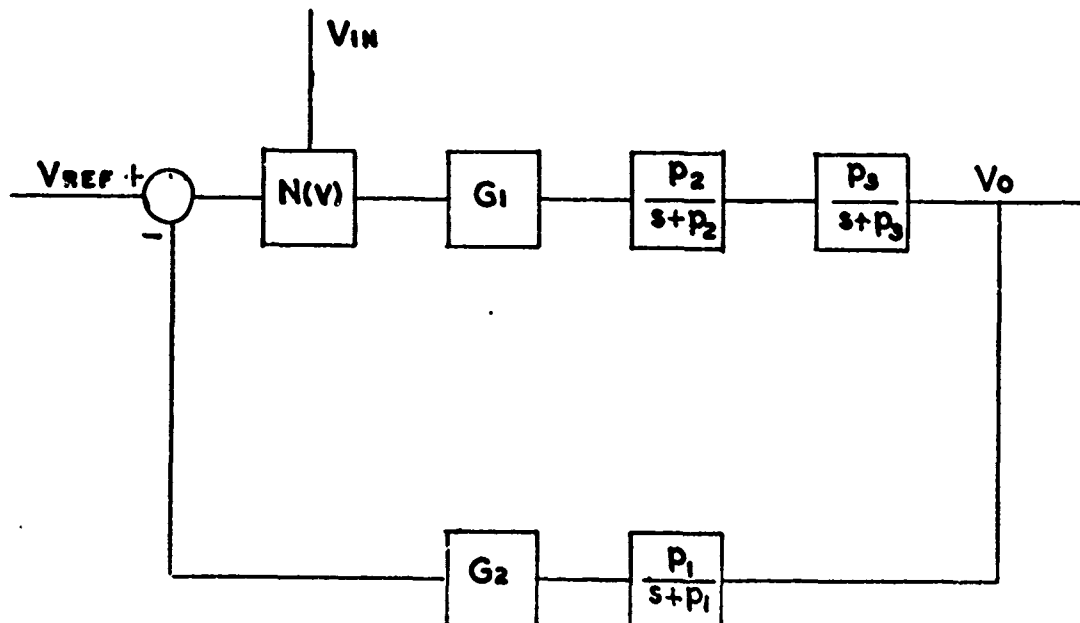 VIN
VREF +
-
N(V)
G1
p2
s+p2
p3
s+p3
Vo
G2
p1
s+p1